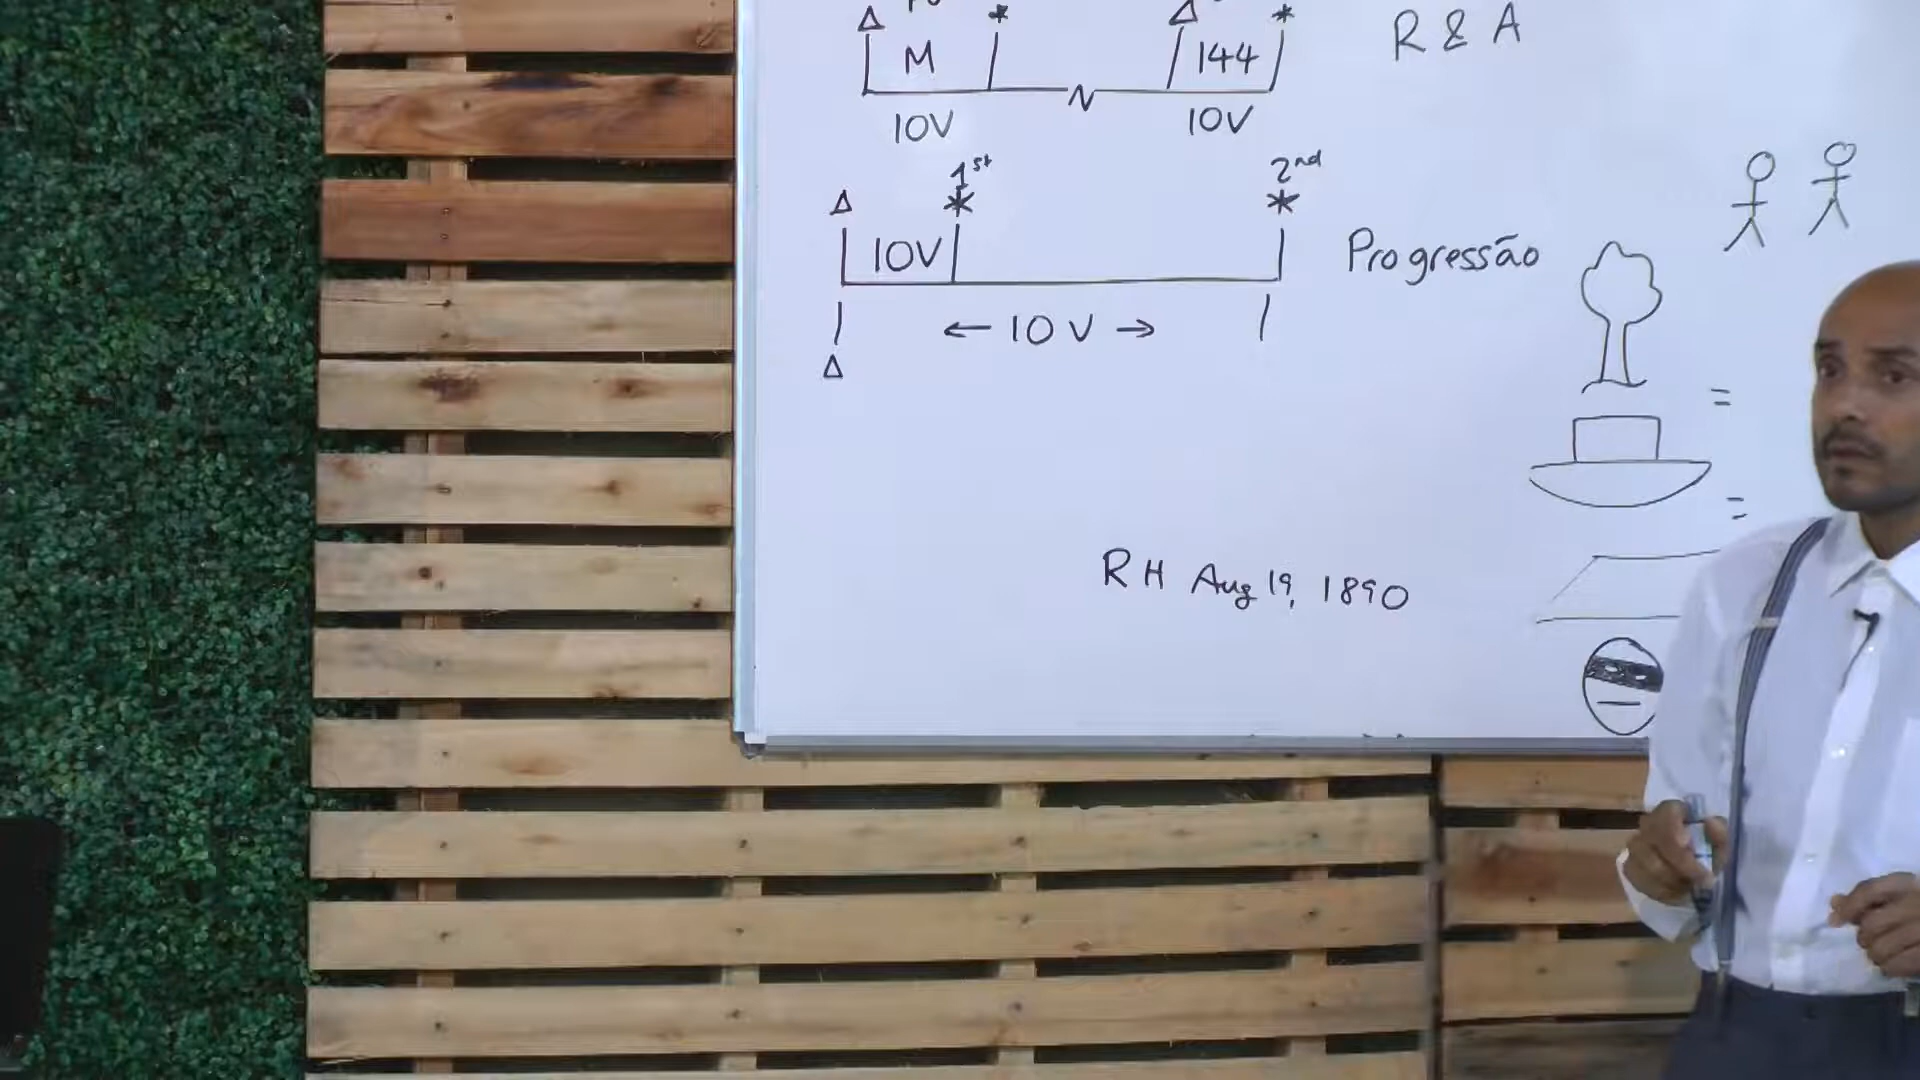 R & A
M 144
10V 10V
1st 2nd
10V
Progressão
← 10 V →
RH Aug 19, 1890